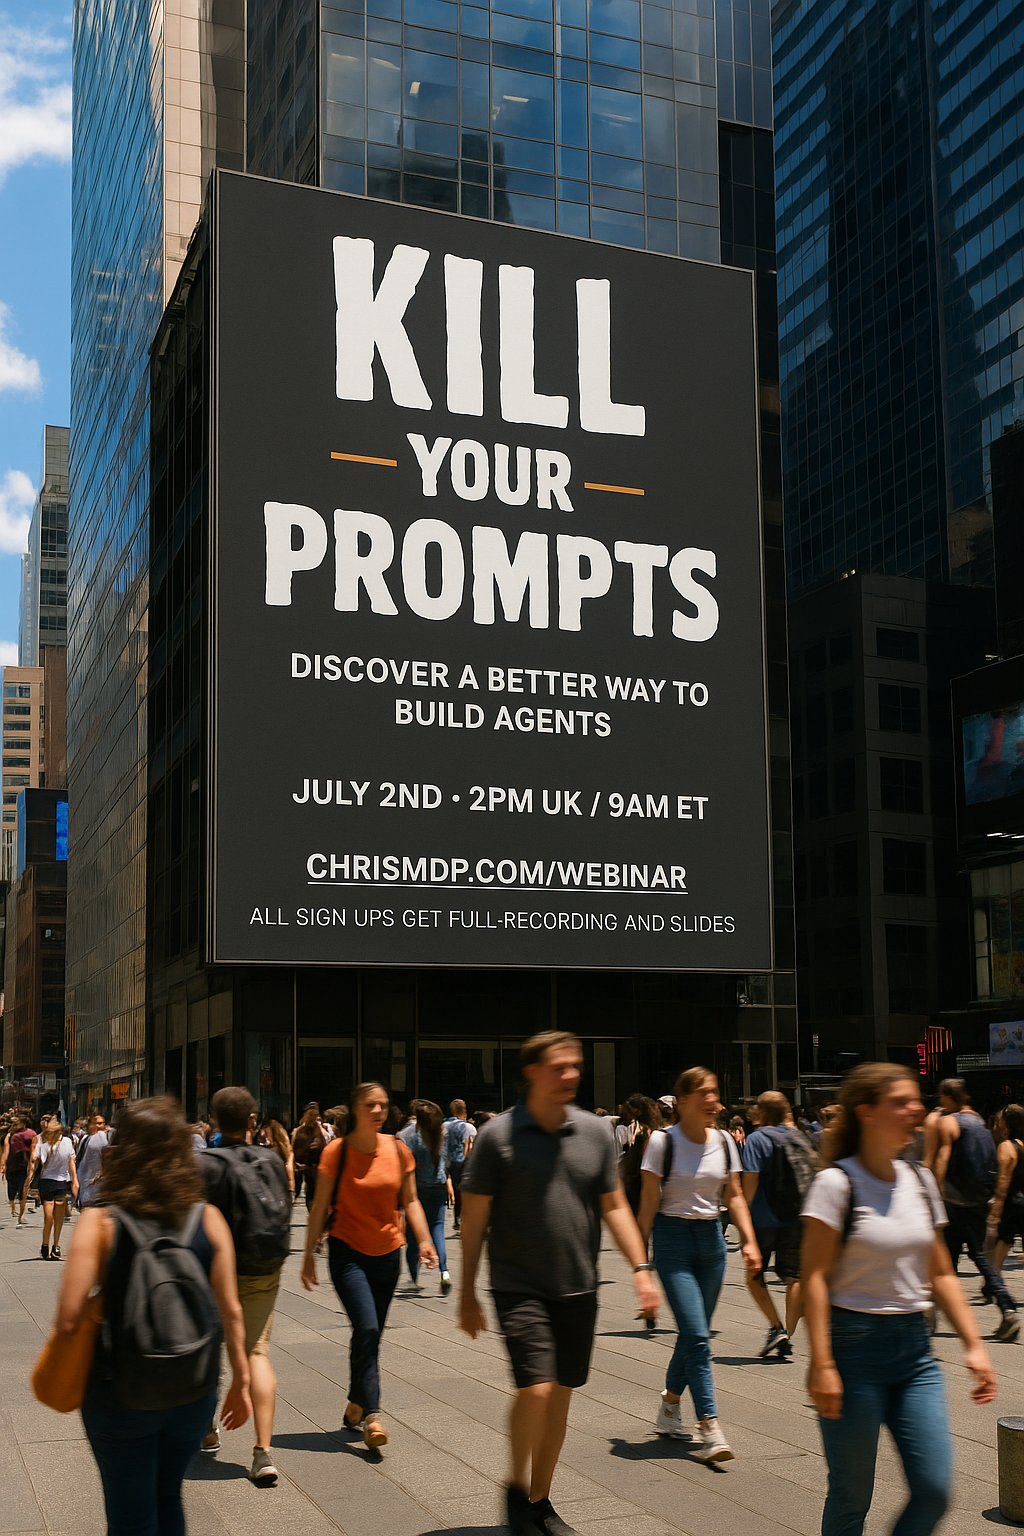 KILL
YOUR
PROMPTS
DISCOVER A BETTER WAY TO
BUILD AGENTS
JULY 2ND • 2PM UK / 9AM ET
CHRISMDP.COM/WEBINAR
ALL SIGN UPS GET FULL-RECORDING AND SLIDES